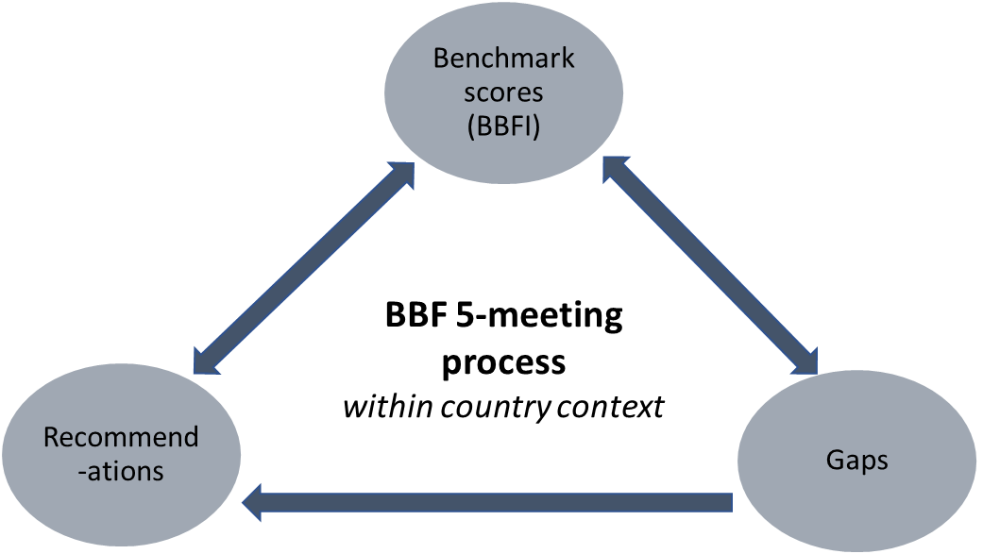 Benchmark
scores
(BBFI)
BBF 5-meeting
process
within country context
Recommend
-ations
Gaps